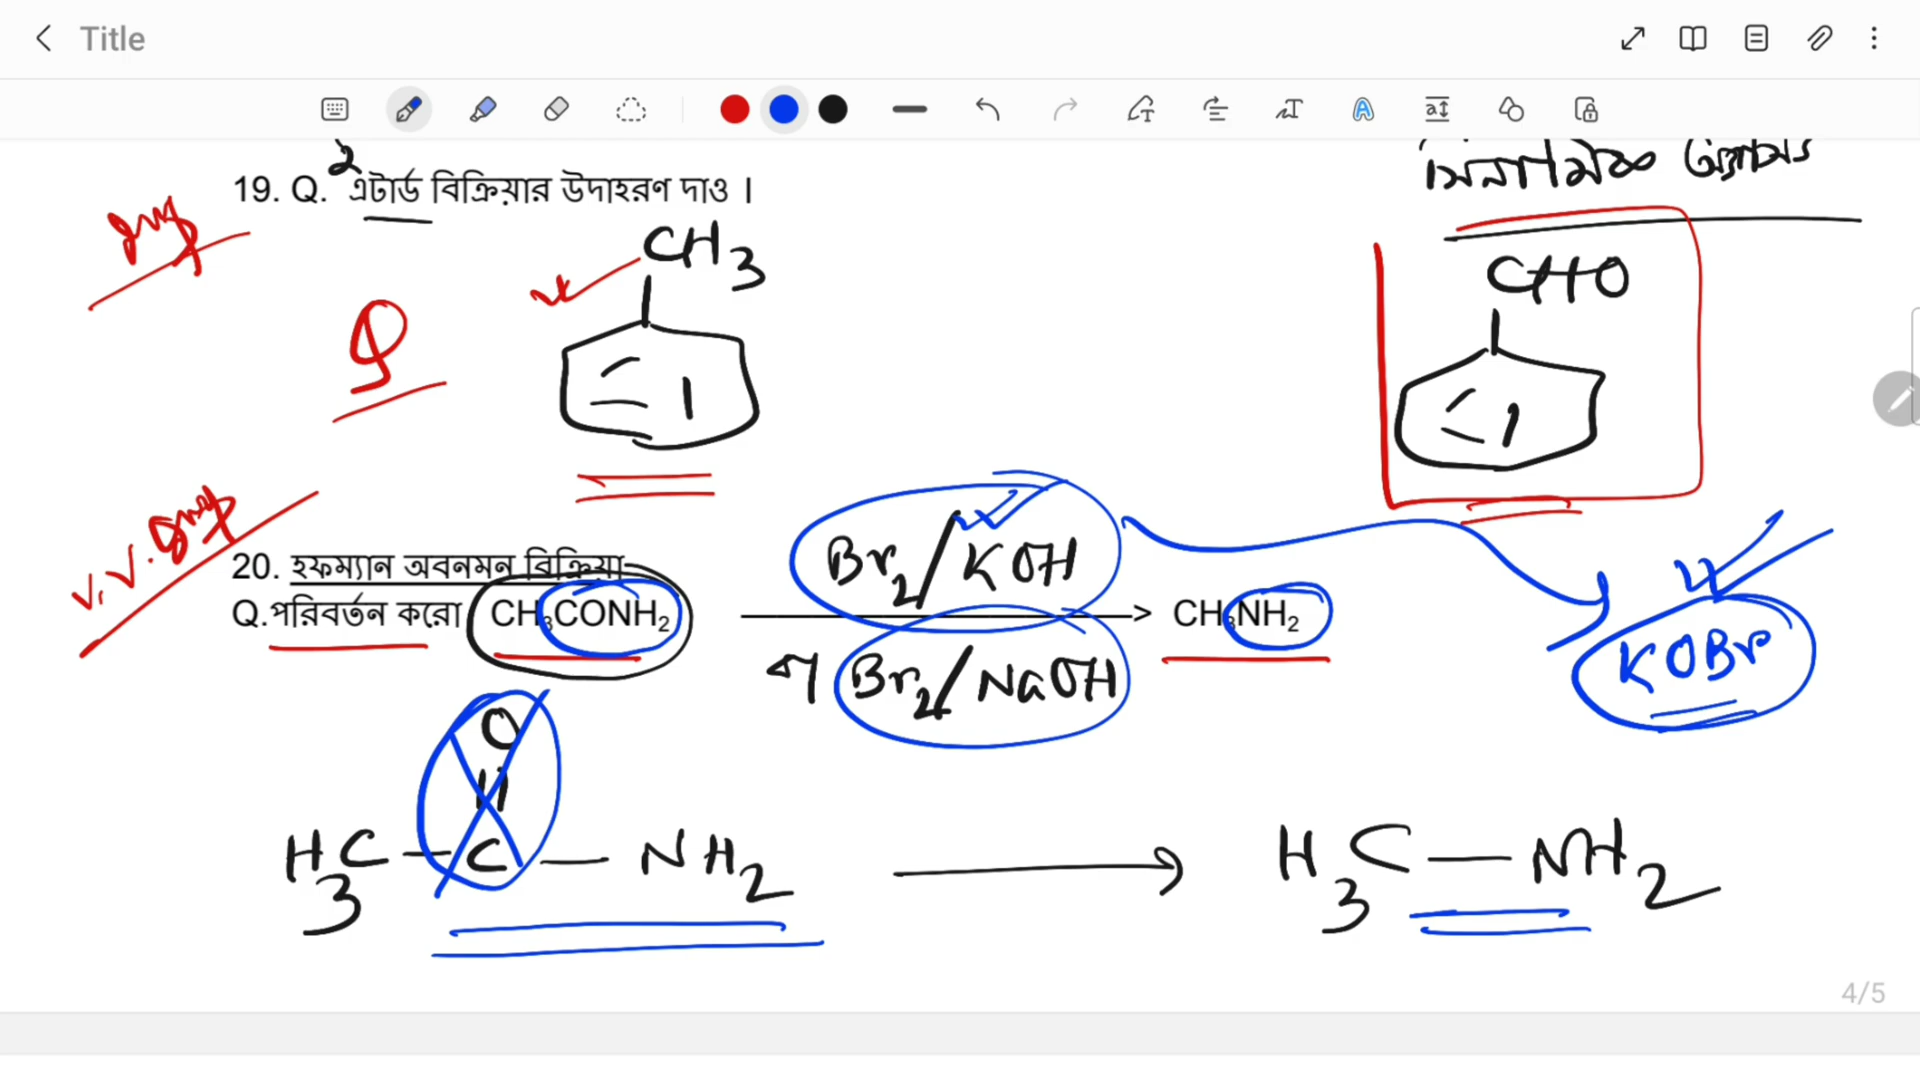 Title
19. Q. এটার্ড বিক্রিয়ার উদাহরণ দাও ।
2
Imp
CH3
CHO
Q
V.V.Imp
20. হফম্যান অবনমন বিক্রিয়া-
Br2/KOH
Q.পরিবর্তন করো CH₃CONH₂ ————> CH₃NH₂
বা Br2/NaOH
KOBr
O
H3C—C—NH2 → H3C—NH2
4/5